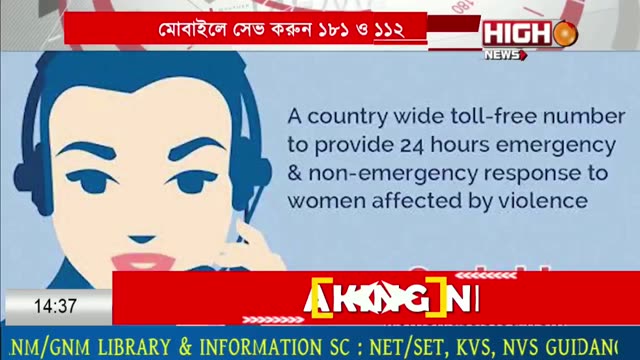 মোবাইলে সেভ করুন ১৮১ ও ১১২
HIGH
NEWS
A country wide toll-free number
to provide 24 hours emergency
& non-emergency response to
women affected by violence
14:37
NM/GNM LIBRARY & INFORMATION SC : NET/SET, KVS, NVS GUIDANC